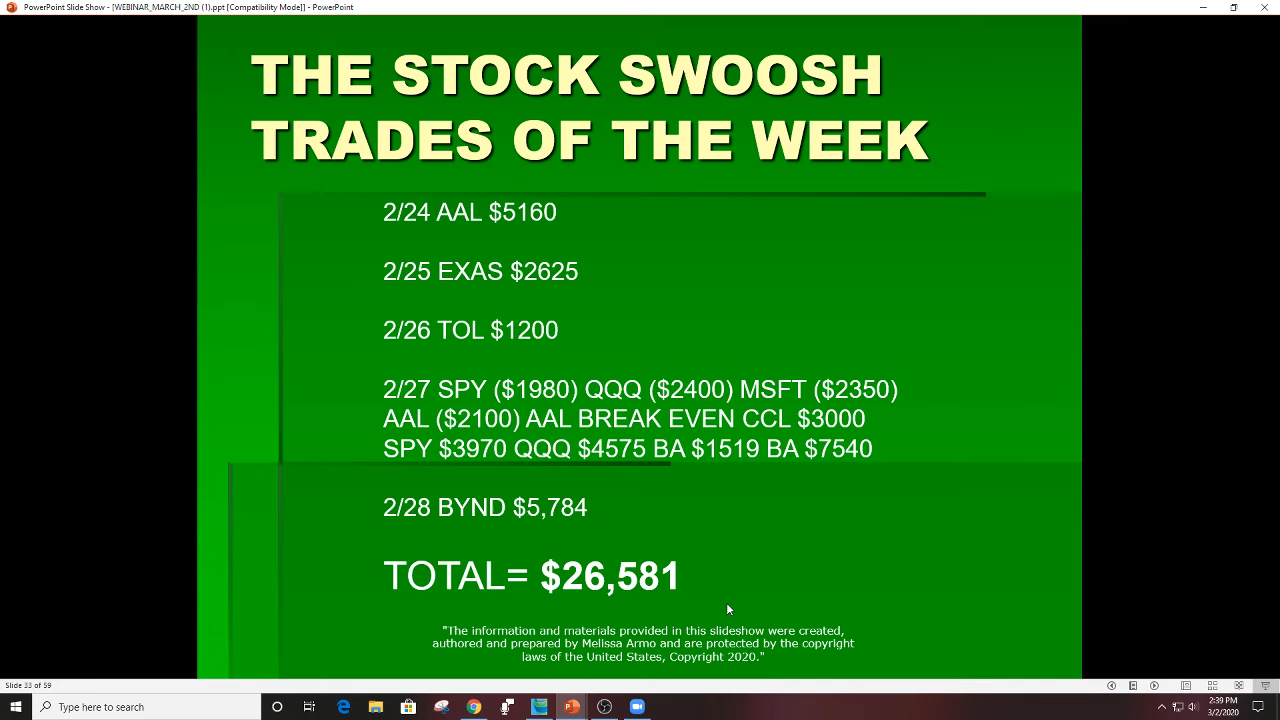 PowerPoint Slide Show - [WEBINAR_MARCH_2ND (1).ppt [Compatibility Mode]] - PowerPoint
THE STOCK SWOOSH
TRADES OF THE WEEK
2/24 AAL $5160
2/25 EXAS $2625
2/26 TOL $1200
2/27 SPY ($1980) QQQ ($2400) MSFT ($2350)
AAL ($2100) AAL BREAK EVEN CCL $3000
SPY $3970 QQQ $4575 BA $1519 BA $7540
2/28 BYND $5,784
TOTAL= $26,581
"The information and materials provided in this slideshow were created,
authored and prepared by Melissa Armo and are protected by the copyright
laws of the United States, Copyright 2020."
Slide 33 of 59
Type here to search
2:39 PM
3/2/2020